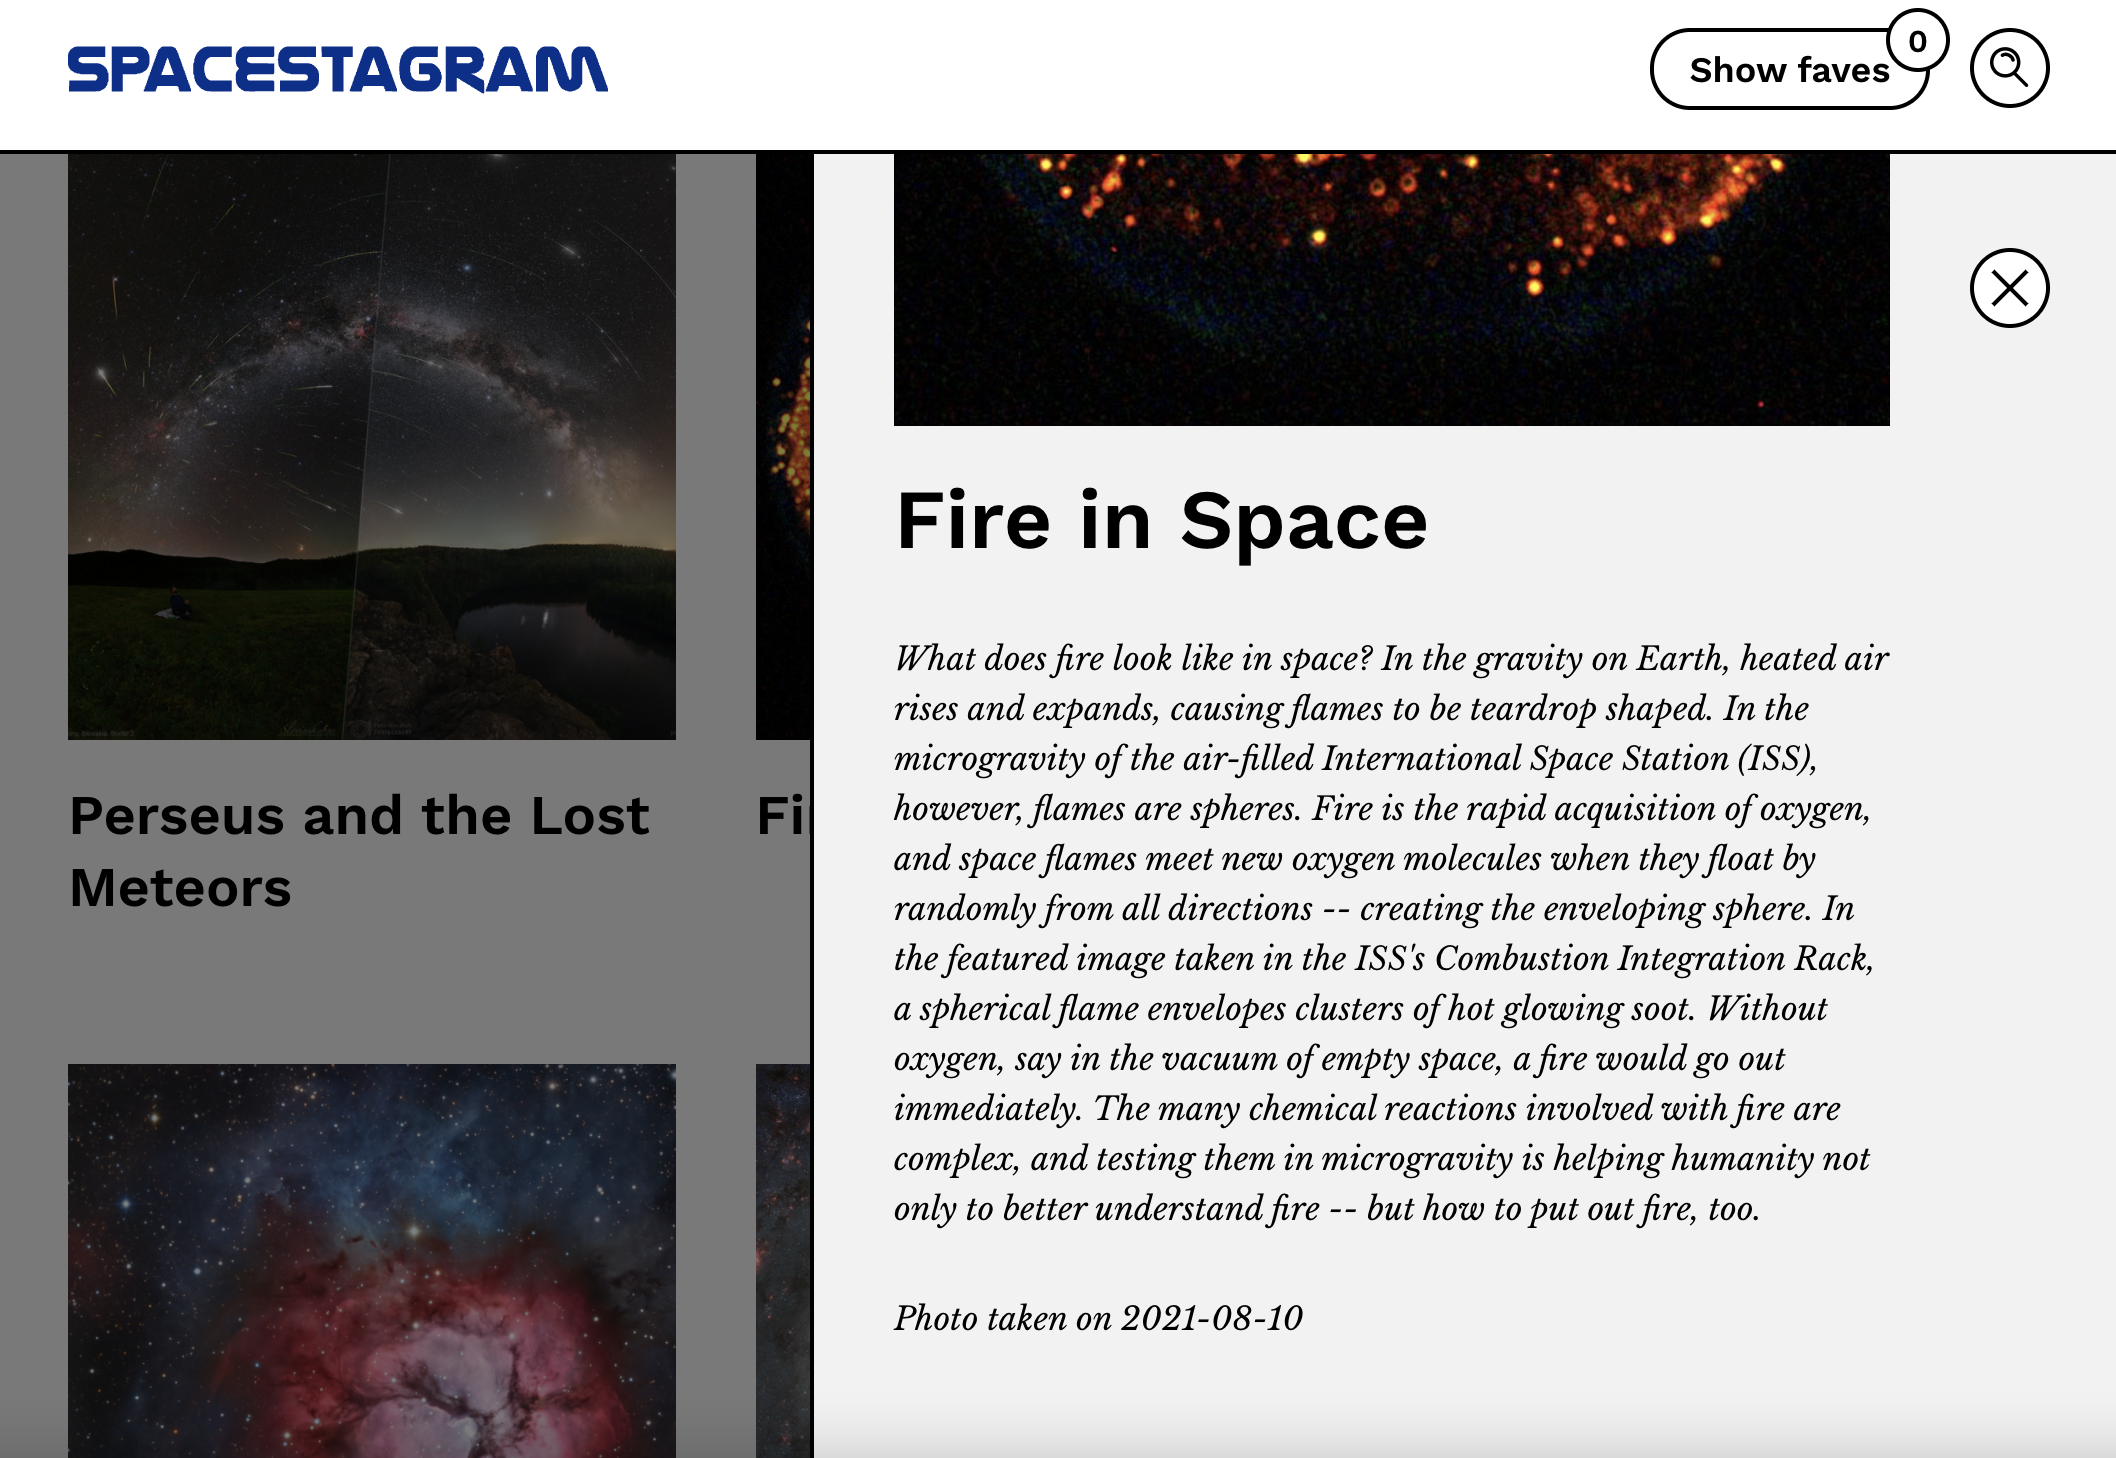 SPACESTAGRAM
Show faves
0
Perseus and the Lost
Meteors
Fire in Space
What does fire look like in space? In the gravity on Earth, heated air
rises and expands, causing flames to be teardrop shaped. In the
microgravity of the air-filled International Space Station (ISS),
however, flames are spheres. Fire is the rapid acquisition of oxygen,
and space flames meet new oxygen molecules when they float by
randomly from all directions -- creating the enveloping sphere. In
the featured image taken in the ISS's Combustion Integration Rack,
a spherical flame envelopes clusters of hot glowing soot. Without
oxygen, say in the vacuum of empty space, a fire would go out
immediately. The many chemical reactions involved with fire are
complex, and testing them in microgravity is helping humanity not
only to better understand fire -- but how to put out fire, too.
Photo taken on 2021-08-10